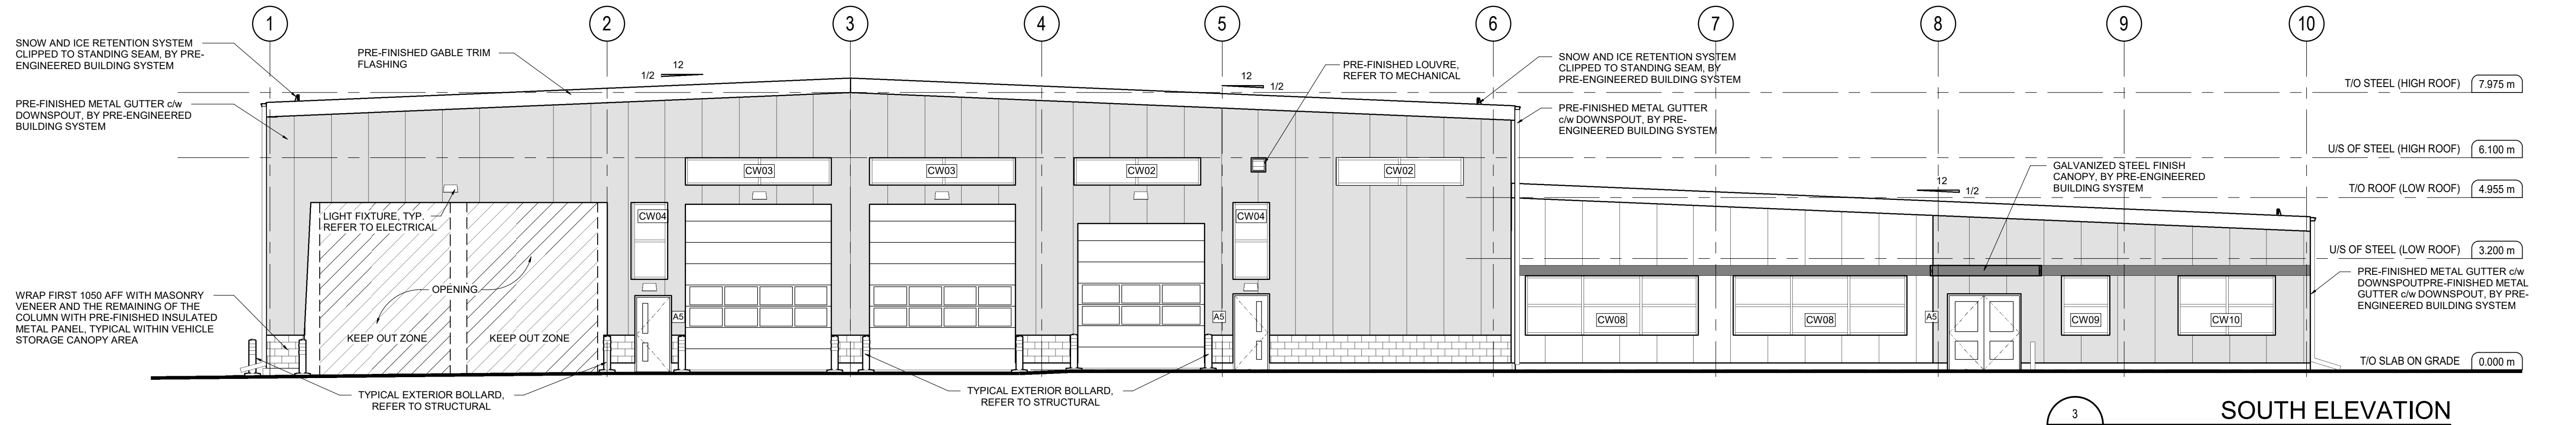 1
2
3
4
5
6
7
8
9
10
SNOW AND ICE RETENTION SYSTEM
CLIPPED TO STANDING SEAM, BY PRE-
ENGINEERED BUILDING SYSTEM
PRE-FINISHED GABLE TRIM
FLASHING
12
1/2
12
1/2
PRE-FINISHED LOUVRE,
REFER TO MECHANICAL
SNOW AND ICE RETENTION SYSTEM
CLIPPED TO STANDING SEAM, BY
PRE-ENGINEERED BUILDING SYSTEM
T/O STEEL (HIGH ROOF) 7.975 m
PRE-FINISHED METAL GUTTER c/w
DOWNSPOUT, BY PRE-ENGINEERED
BUILDING SYSTEM
PRE-FINISHED METAL GUTTER
c/w DOWNSPOUT, BY PRE-
ENGINEERED BUILDING SYSTEM
U/S OF STEEL (HIGH ROOF) 6.100 m
CW03
CW03
CW02
CW02
GALVANIZED STEEL FINISH
CANOPY, BY PRE-ENGINEERED
BUILDING SYSTEM
12
1/2
T/O ROOF (LOW ROOF) 4.955 m
LIGHT FIXTURE, TYP.
REFER TO ELECTRICAL
CW04
CW04
U/S OF STEEL (LOW ROOF) 3.200 m
PRE-FINISHED METAL GUTTER c/w
DOWNSPOUTPRE-FINISHED METAL
GUTTER c/w DOWNSPOUT, BY PRE-
ENGINEERED BUILDING SYSTEM
OPENING
WRAP FIRST 1050 AFF WITH MASONRY
VENEER AND THE REMAINING OF THE
COLUMN WITH PRE-FINISHED INSULATED
METAL PANEL, TYPICAL WITHIN VEHICLE
STORAGE CANOPY AREA
A5
A5
A5
CW08
CW08
CW09
CW10
KEEP OUT ZONE
KEEP OUT ZONE
T/O SLAB ON GRADE 0.000 m
TYPICAL EXTERIOR BOLLARD,
REFER TO STRUCTURAL
TYPICAL EXTERIOR BOLLARD,
REFER TO STRUCTURAL
3
SOUTH ELEVATION